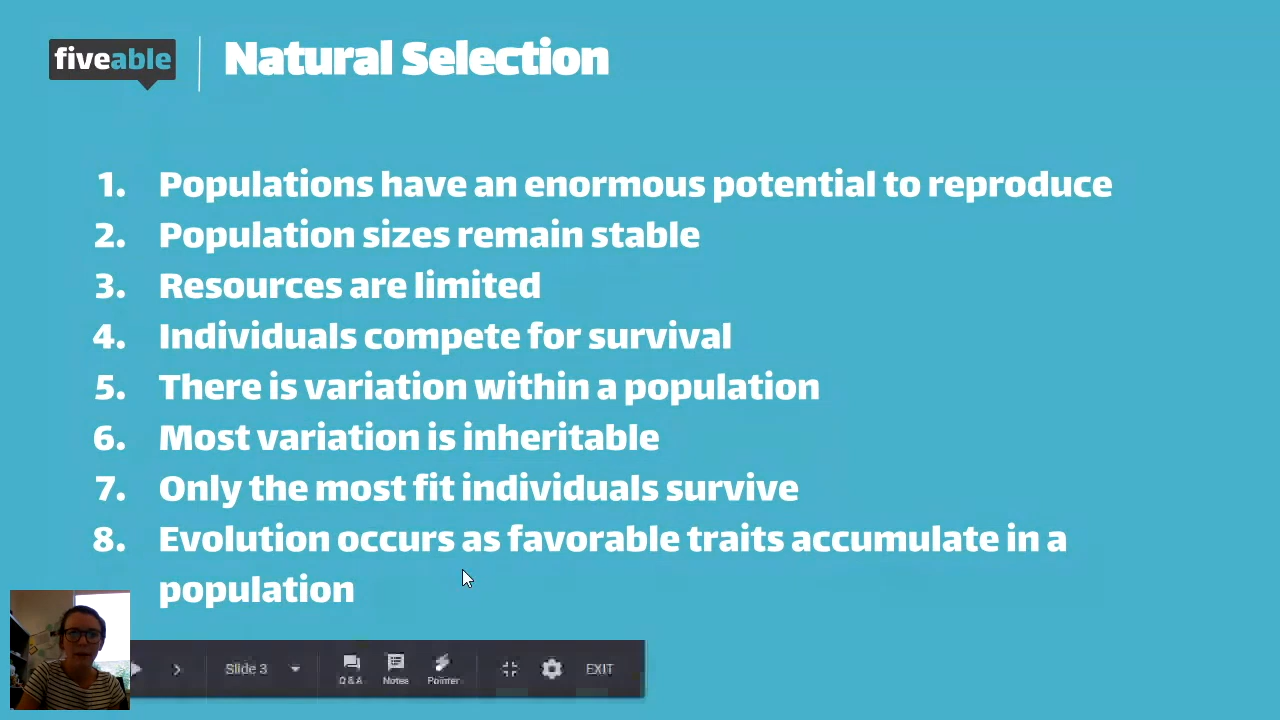 fiveable
Natural Selection
1. Populations have an enormous potential to reproduce
2. Population sizes remain stable
3. Resources are limited
4. Individuals compete for survival
5. There is variation within a population
6. Most variation is inheritable
7. Only the most fit individuals survive
8. Evolution occurs as favorable traits accumulate in a
population
Slide 3 Q & A Notes Pointer EXIT